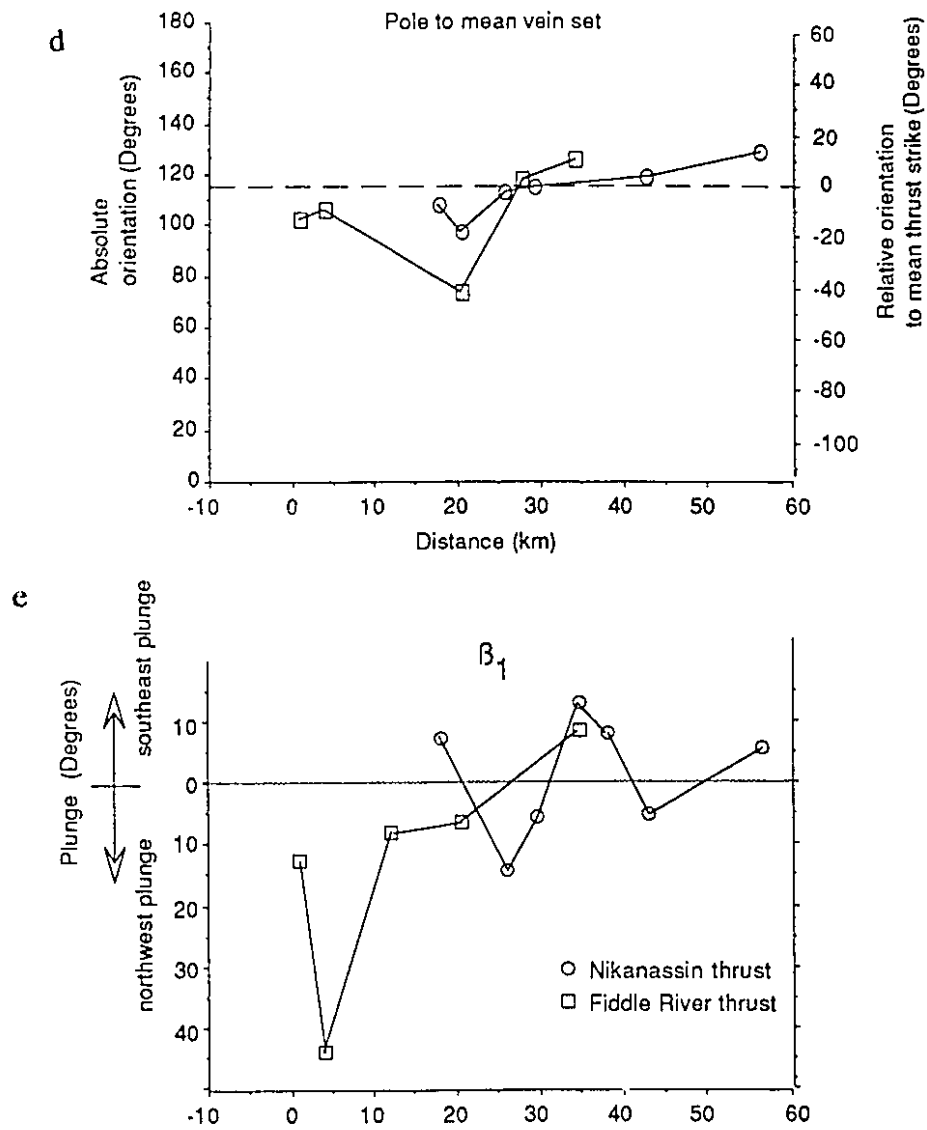 d
Pole to mean vein set
Absolute
orientation (Degrees)
180
160
140
120
100
80
60
40
20
0
60
40
20
0
-20
-40
-60
-80
-100
Relative orientation
to mean thrust strike (Degrees)
-10 0 10 20 30 40 50 60
Distance (km)
e
β1
Plunge (Degrees)
southeast plunge
northwest plunge
10
0
10
20
30
40
Nikanassin thrust
Fiddle River thrust
-10 0 10 20 30 40 50 60